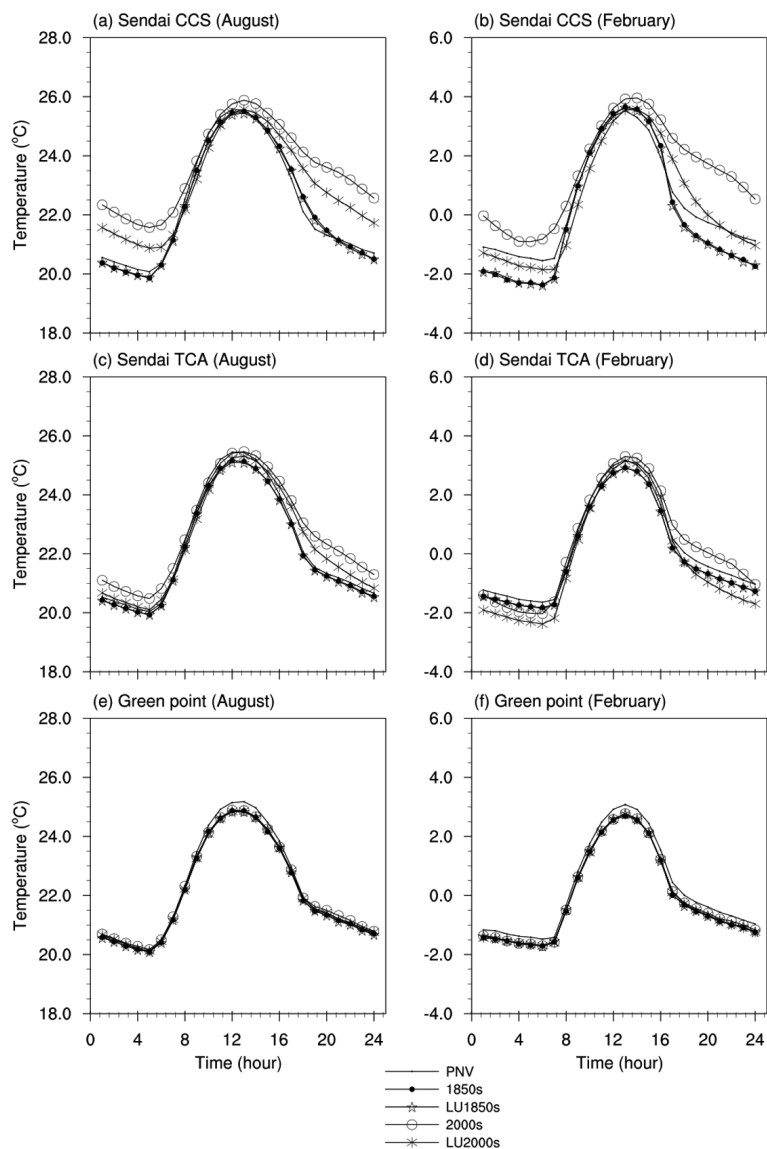 (a) Sendai CCS (August)
28.0
26.0
24.0
22.0
20.0
18.0
Temperature (°C)
(b) Sendai CCS (February)
6.0
4.0
2.0
0.0
-2.0
-4.0
(c) Sendai TCA (August)
28.0
26.0
24.0
22.0
20.0
18.0
Temperature (°C)
(d) Sendai TCA (February)
6.0
4.0
2.0
0.0
-2.0
-4.0
(e) Green point (August)
28.0
26.0
24.0
22.0
20.0
18.0
Temperature (°C)
0 4 8 12 16 20 24
Time (hour)
(f) Green point (February)
6.0
4.0
2.0
0.0
-2.0
-4.0
0 4 8 12 16 20 24
Time (hour)
PNV
1850s
LU1850s
2000s
LU2000s